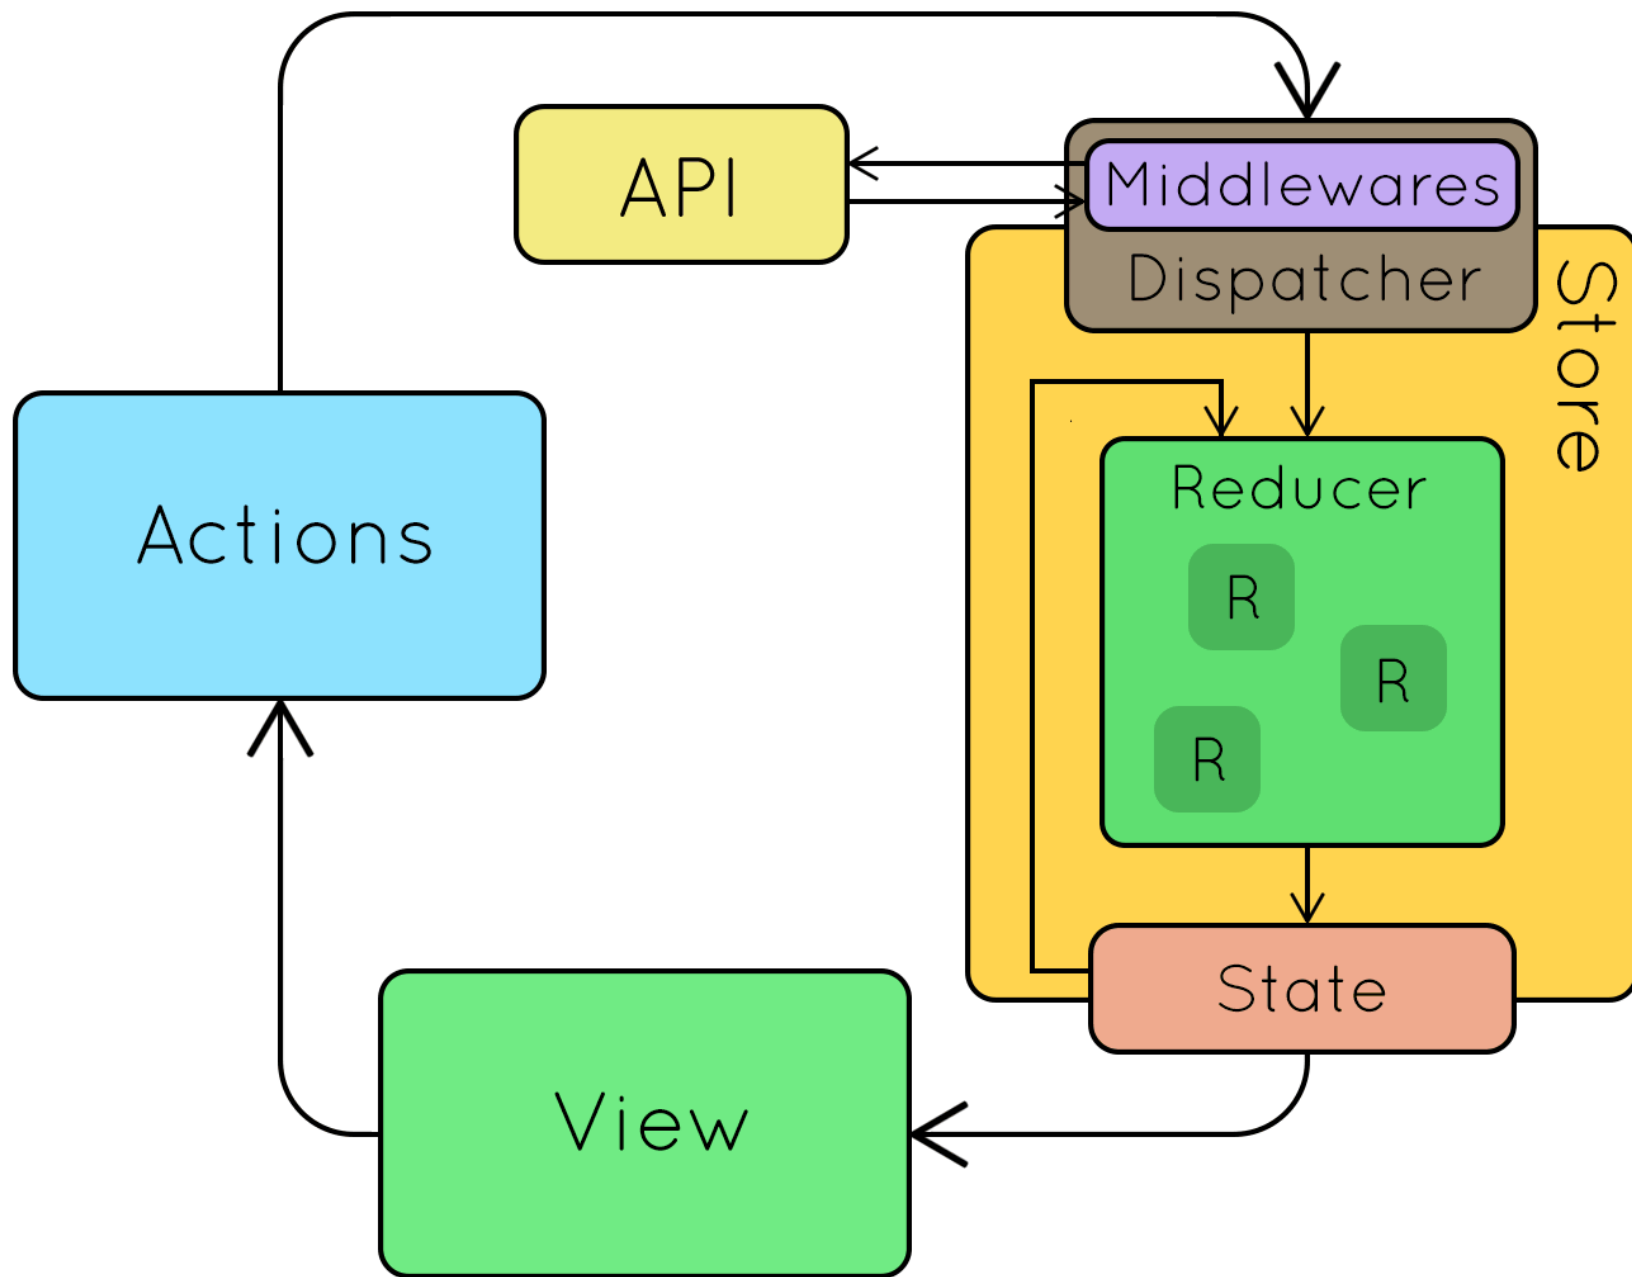 API
Middlewares
Dispatcher
Store
Actions
Reducer
R
R
R
State
View